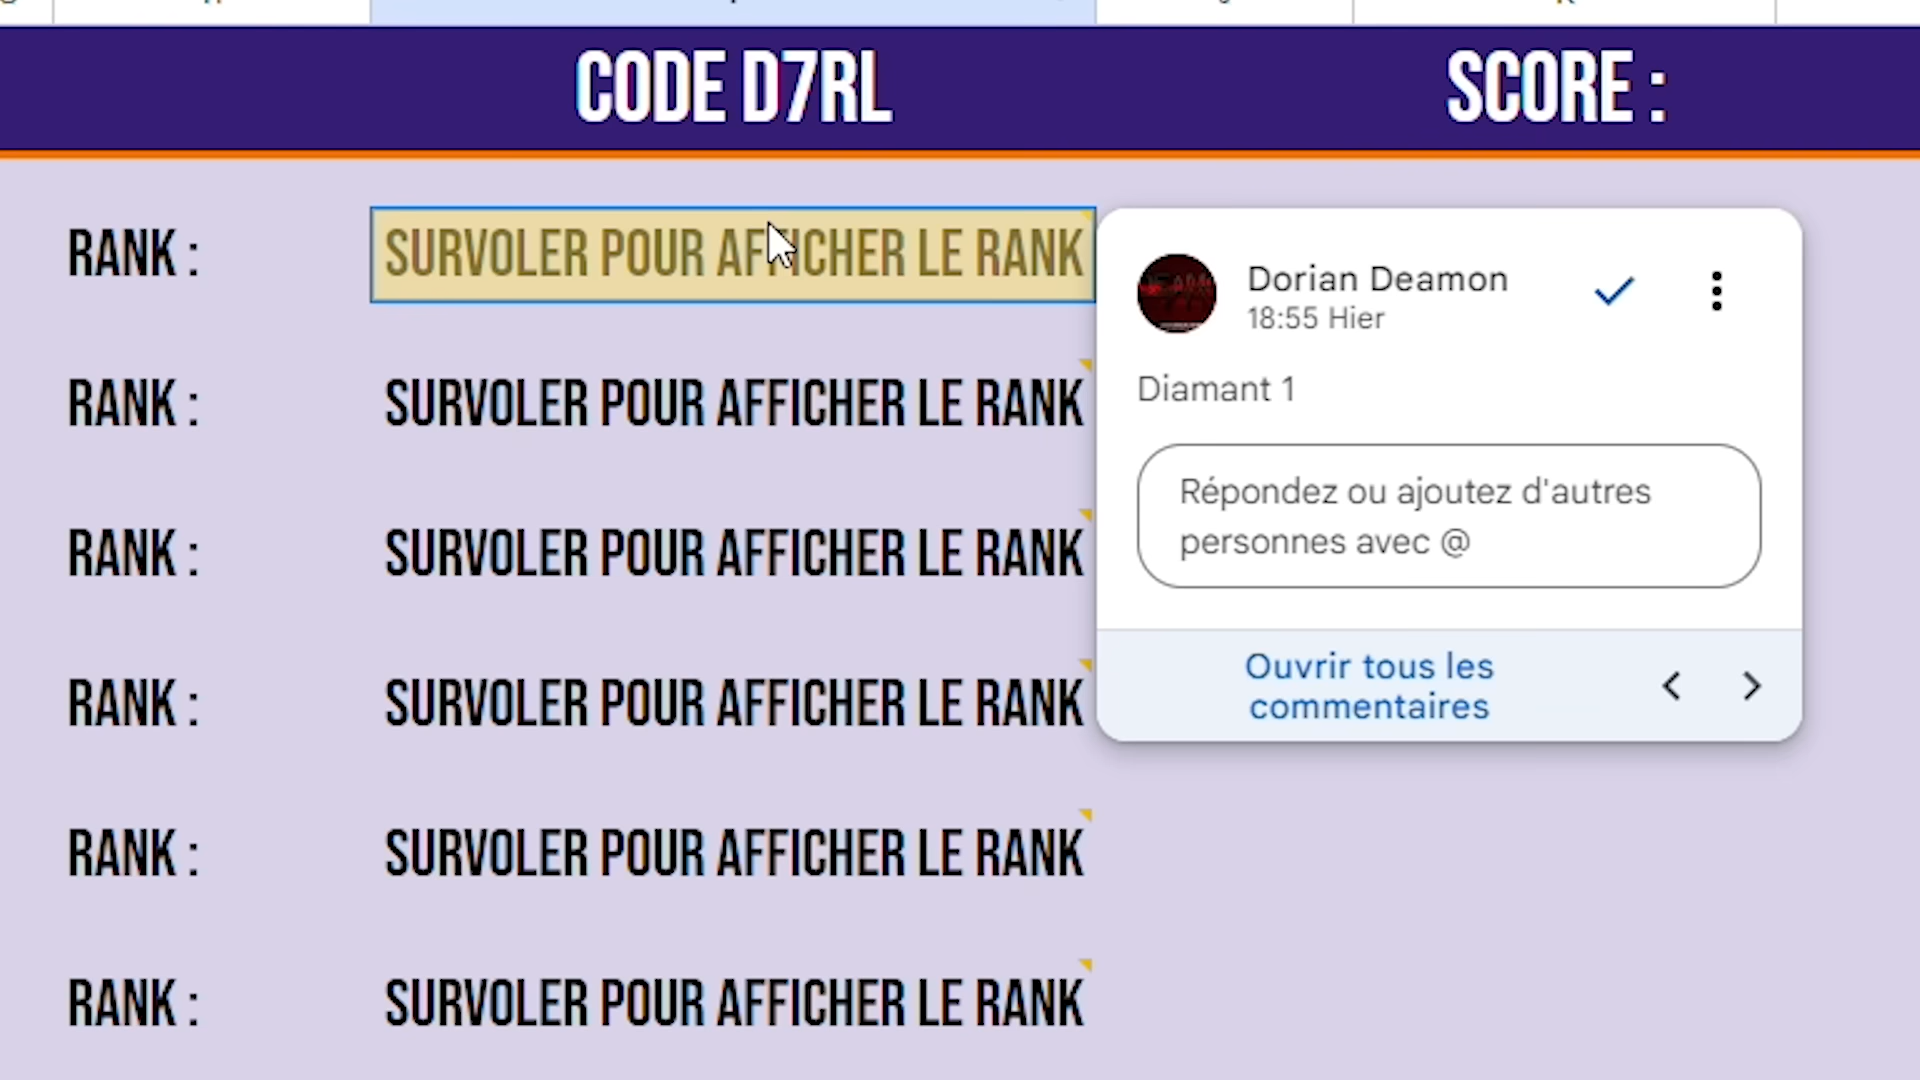 CODE D7RL SCORE :
RANK : SURVOLER POUR AFFICHER LE RANK
Dorian Deamon
18:55 Hier
Diamant 1
Répondez ou ajoutez d'autres
personnes avec @
Ouvrir tous les
commentaires
RANK : SURVOLER POUR AFFICHER LE RANK
RANK : SURVOLER POUR AFFICHER LE RANK
RANK : SURVOLER POUR AFFICHER LE RANK
RANK : SURVOLER POUR AFFICHER LE RANK
RANK : SURVOLER POUR AFFICHER LE RANK